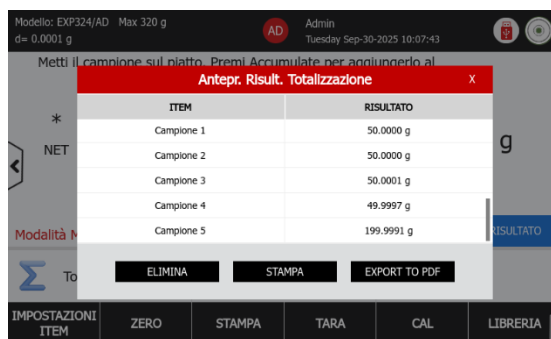 Modello: EXP324/AD Max 320 g
d= 0.0001 g
AD
Admin
Tuesday Sep-30-2025 10:07:43
Metti il campione sul piatto. Premi Accumulate per aggiungerlo al
Antepr. Risult. Totalizzazione X
ITEM RISULTATO
Campione 1 50.0000 g
Campione 2 50.0000 g
Campione 3 50.0001 g
Campione 4 49.9997 g
Campione 5 199.9991 g
*
NET
g
Modalità
RISULTATO
Σ
ELIMINA STAMPA EXPORT TO PDF
IMPOSTAZIONI
ITEM
ZERO STAMPA TARA CAL LIBRERIA